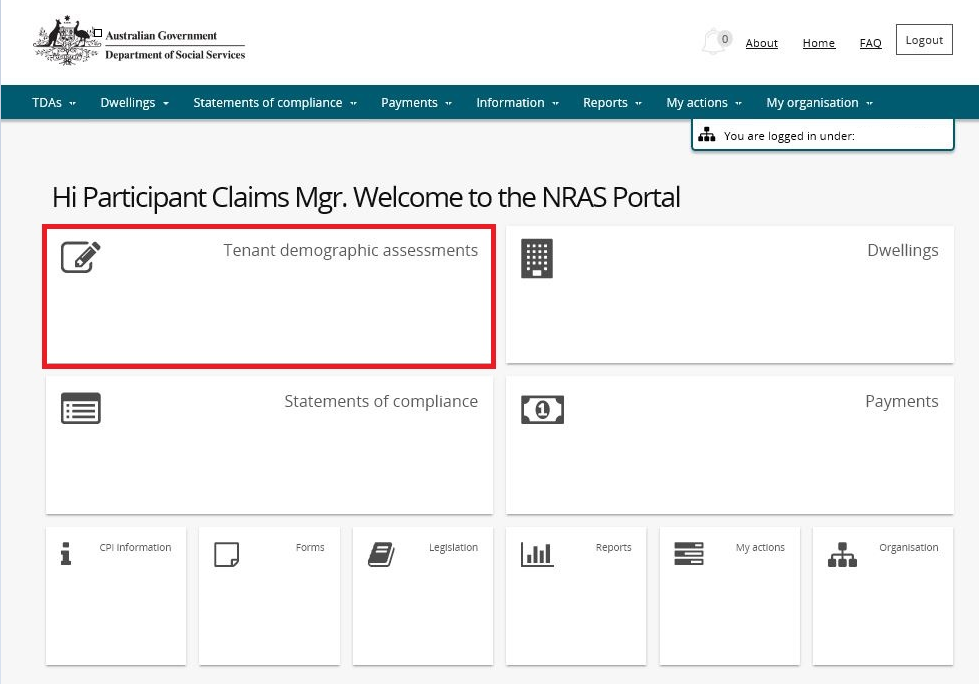 Australian Government
Department of Social Services
0
About
Home
FAQ
Logout
TDAs
Dwellings
Statements of compliance
Payments
Information
Reports
My actions
My organisation
You are logged in under:
Hi Participant Claims Mgr. Welcome to the NRAS Portal
Tenant demographic assessments
Dwellings
Statements of compliance
1
Payments
CPI information
Forms
Legislation
Reports
My actions
Organisation